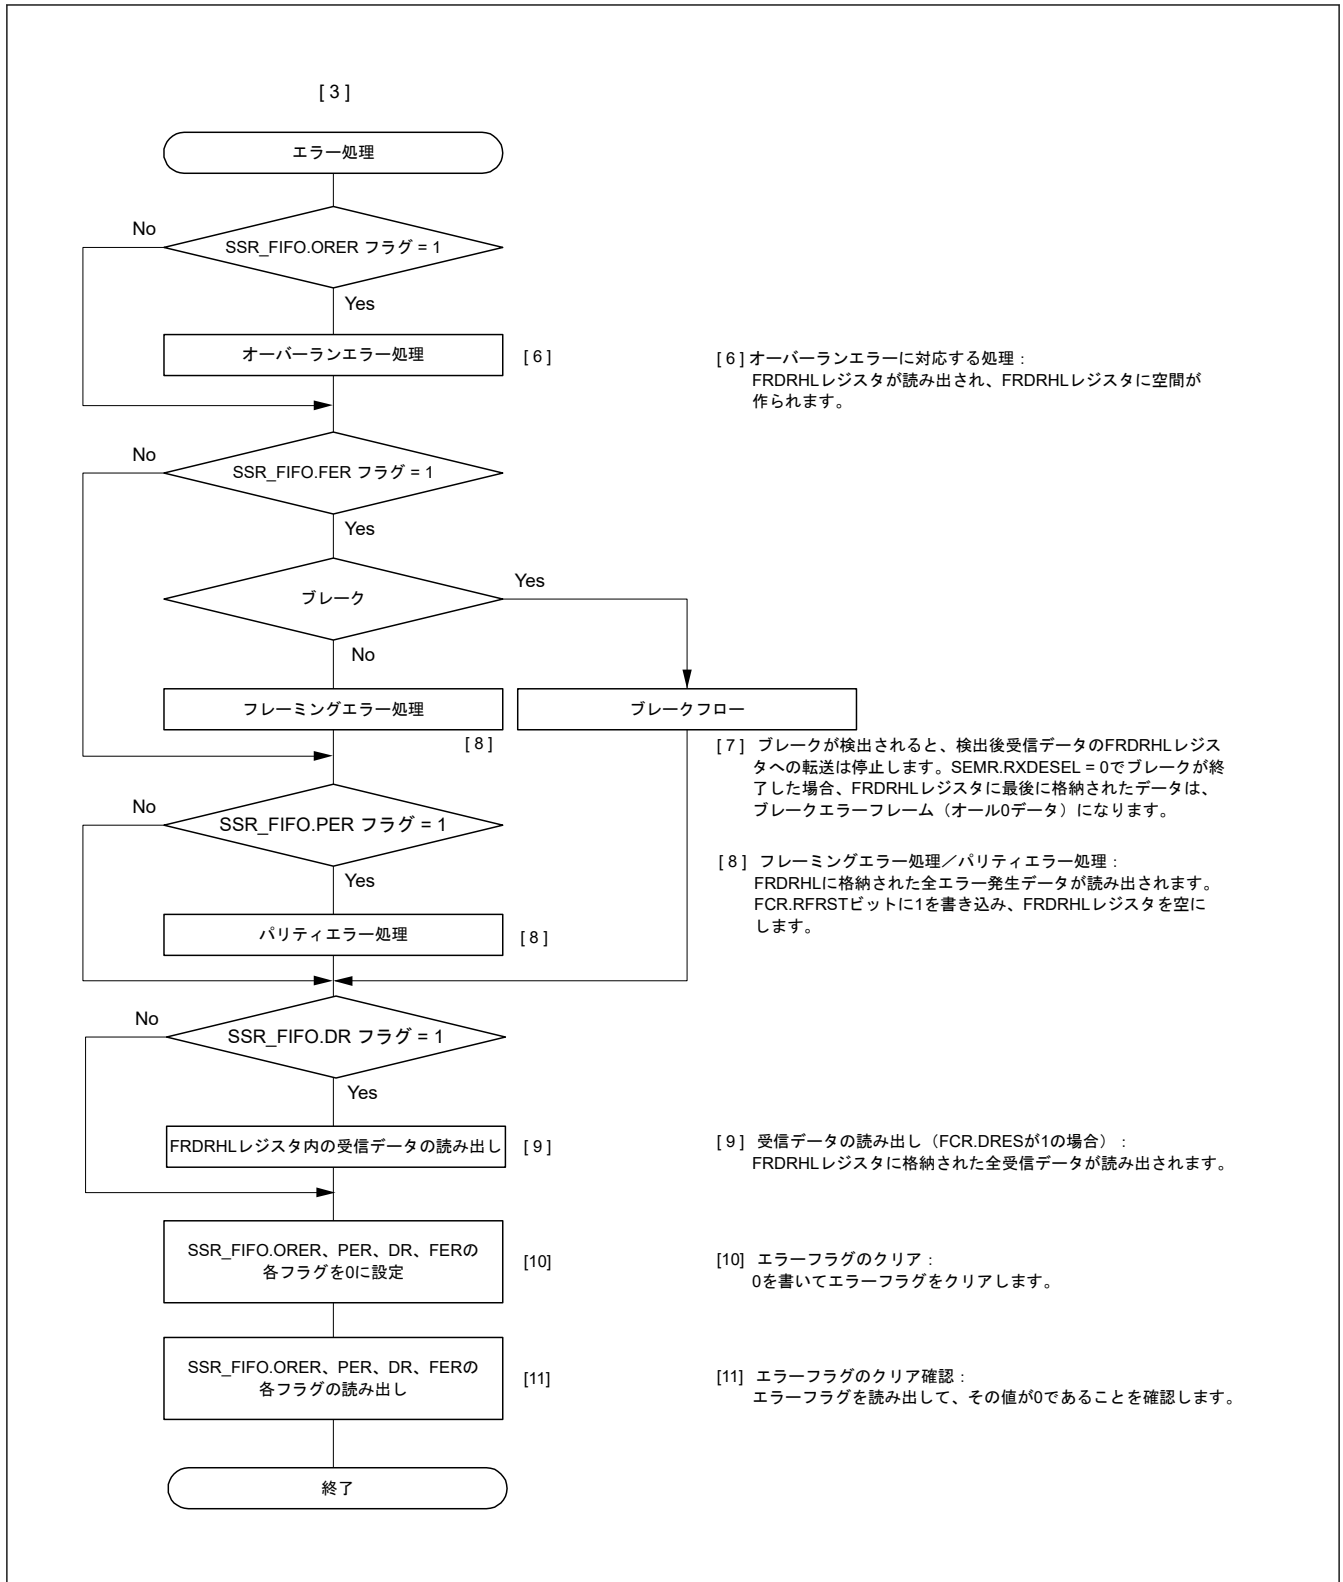 [ 3 ]
エラー処理
No
SSR_FIFO.ORER フラグ = 1
Yes
オーバーランエラー処理
[ 6 ]
[ 6 ] オーバーランエラーに対応する処理：
FRDRHLレジスタが読み出され、FRDRHLレジスタに空間が
作られます。
No
SSR_FIFO.FER フラグ = 1
Yes
ブレーク
Yes
No
フレーミングエラー処理
[ 8 ]
ブレークフロー
[ 7 ] ブレークが検出されると、検出後受信データのFRDRHLレジス
タへの転送は停止します。SEMR.RXDESEL = 0でブレークが終
了した場合、FRDRHLレジスタに最後に格納されたデータは、
ブレークエラーフレーム（オール0データ）になります。
No
SSR_FIFO.PER フラグ = 1
Yes
パリティエラー処理
[ 8 ]
[ 8 ] フレーミングエラー処理／パリティエラー処理：
FRDRHLに格納された全エラー発生データが読み出されます。
FCR.RFRSTビットに1を書き込み、FRDRHLレジスタを空に
します。
No
SSR_FIFO.DR フラグ = 1
Yes
FRDRHLレジスタ内の受信データの読み出し
[ 9 ]
[ 9 ] 受信データの読み出し（FCR.DRESが1の場合）：
FRDRHLレジスタに格納された全受信データが読み出されます。
SSR_FIFO.ORER、PER、DR、FERの
各フラグを0に設定
[10]
[10] エラーフラグのクリア：
0を書いてエラーフラグをクリアします。
SSR_FIFO.ORER、PER、DR、FERの
各フラグの読み出し
[11]
[11] エラーフラグのクリア確認：
エラーフラグを読み出して、その値が0であることを確認します。
終了